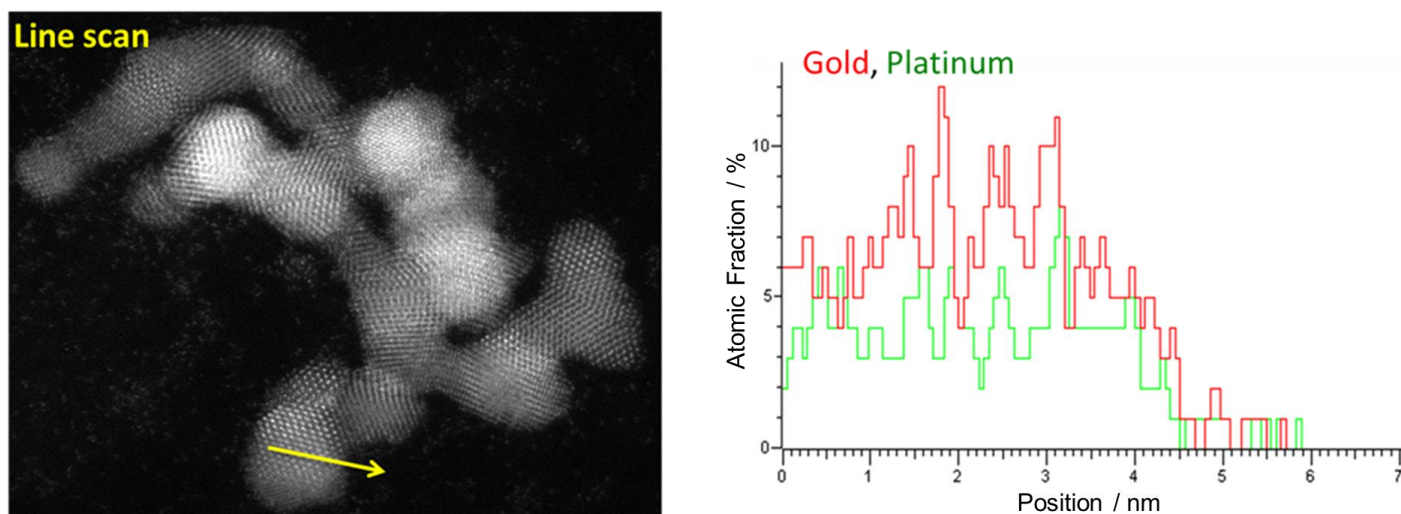 Line scan
Gold, Platinum
Atomic Fraction / %
10
5
0
0 1 2 3 4 5 6 7
Position / nm